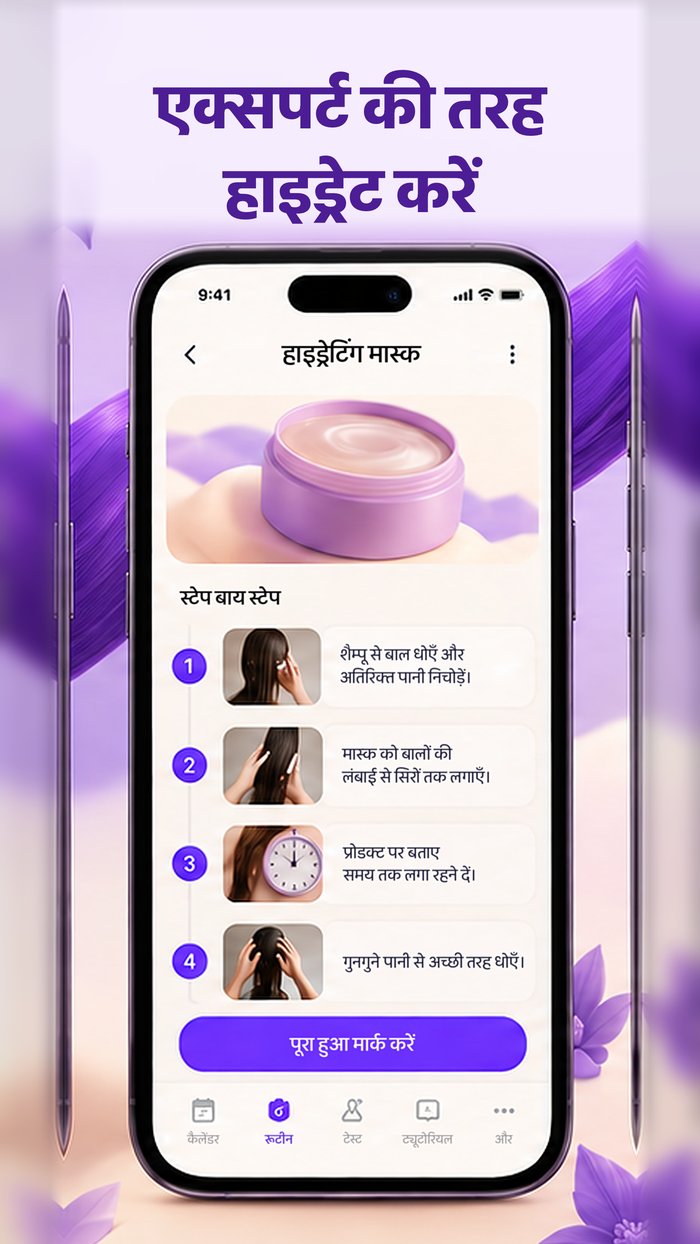 एक्सपर्ट की तरह
हाइड्रेट करें
9:41
हाइड्रेटिंग मास्क
स्टेप बाय स्टेप
1
शैम्पू से बाल धोएँ और
अतिरिक्त पानी निचोड़ें।
2
मास्क को बालों की
लंबाई से सिरों तक लगाएँ।
3
प्रोडक्ट पर बताए
समय तक लगा रहने दें।
4
गुनगुने पानी से अच्छी तरह धोएँ।
पूरा हुआ मार्क करें
कैलेंडर
रूटीन
टेस्ट
ट्यूटोरियल
और